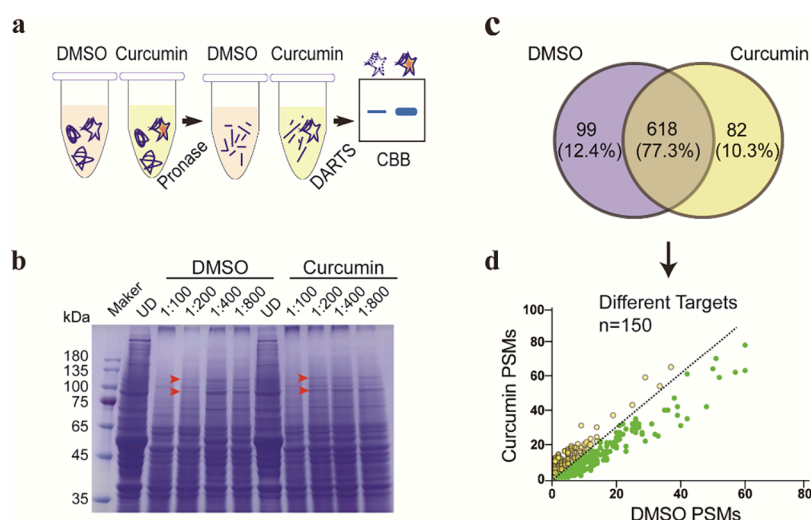 a
DMSO Curcumin DMSO Curcumin
Pronase
DARTS
CBB
b
DMSO Curcumin
Maker UD 1:100 1:200 1:400 1:800 UD 1:100 1:200 1:400 1:800
kDa
180
135
100
75
65
45
35
c
DMSO Curcumin
99 618 82
(12.4%) (77.3%) (10.3%)
d
Different Targets
n=150
Curcumin PSMs
100
80
60
40
20
0
0 20 40 60 80
DMSO PSMs